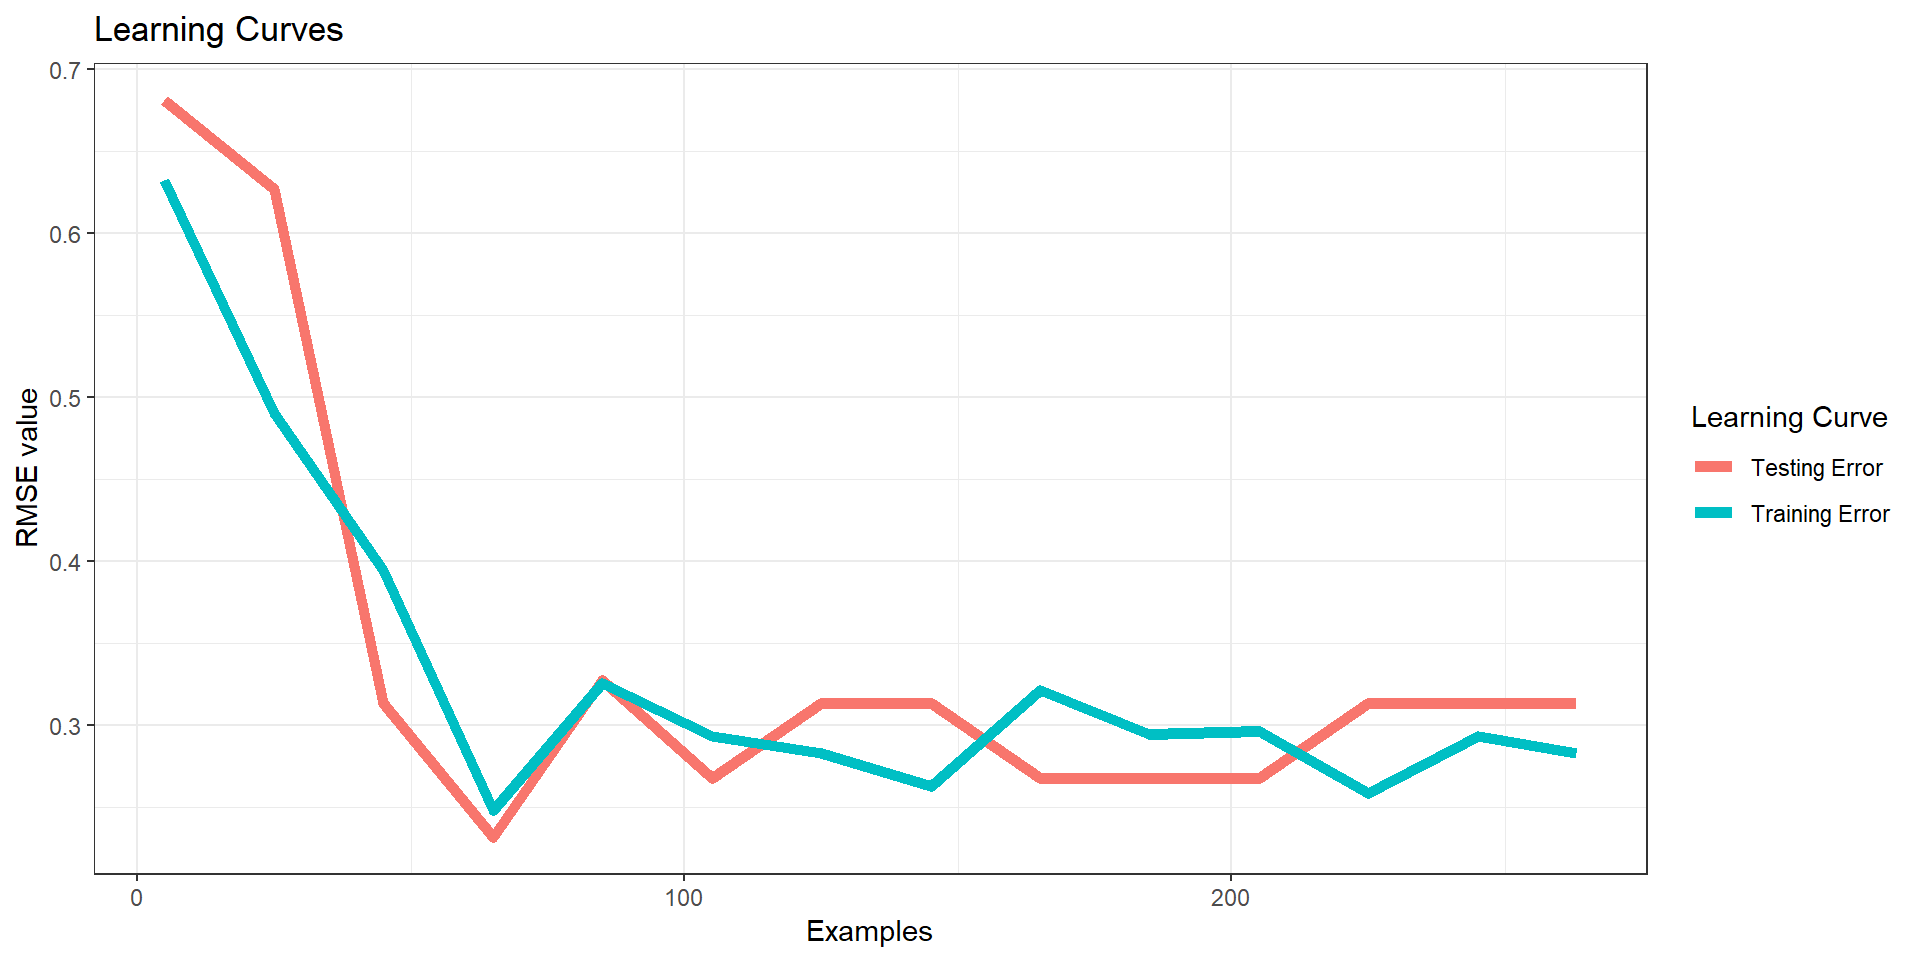 Learning Curves
0.7
0.6
0.5
0.4
0.3
RMSE value
0 100 200
Examples
Learning Curve
Testing Error
Training Error